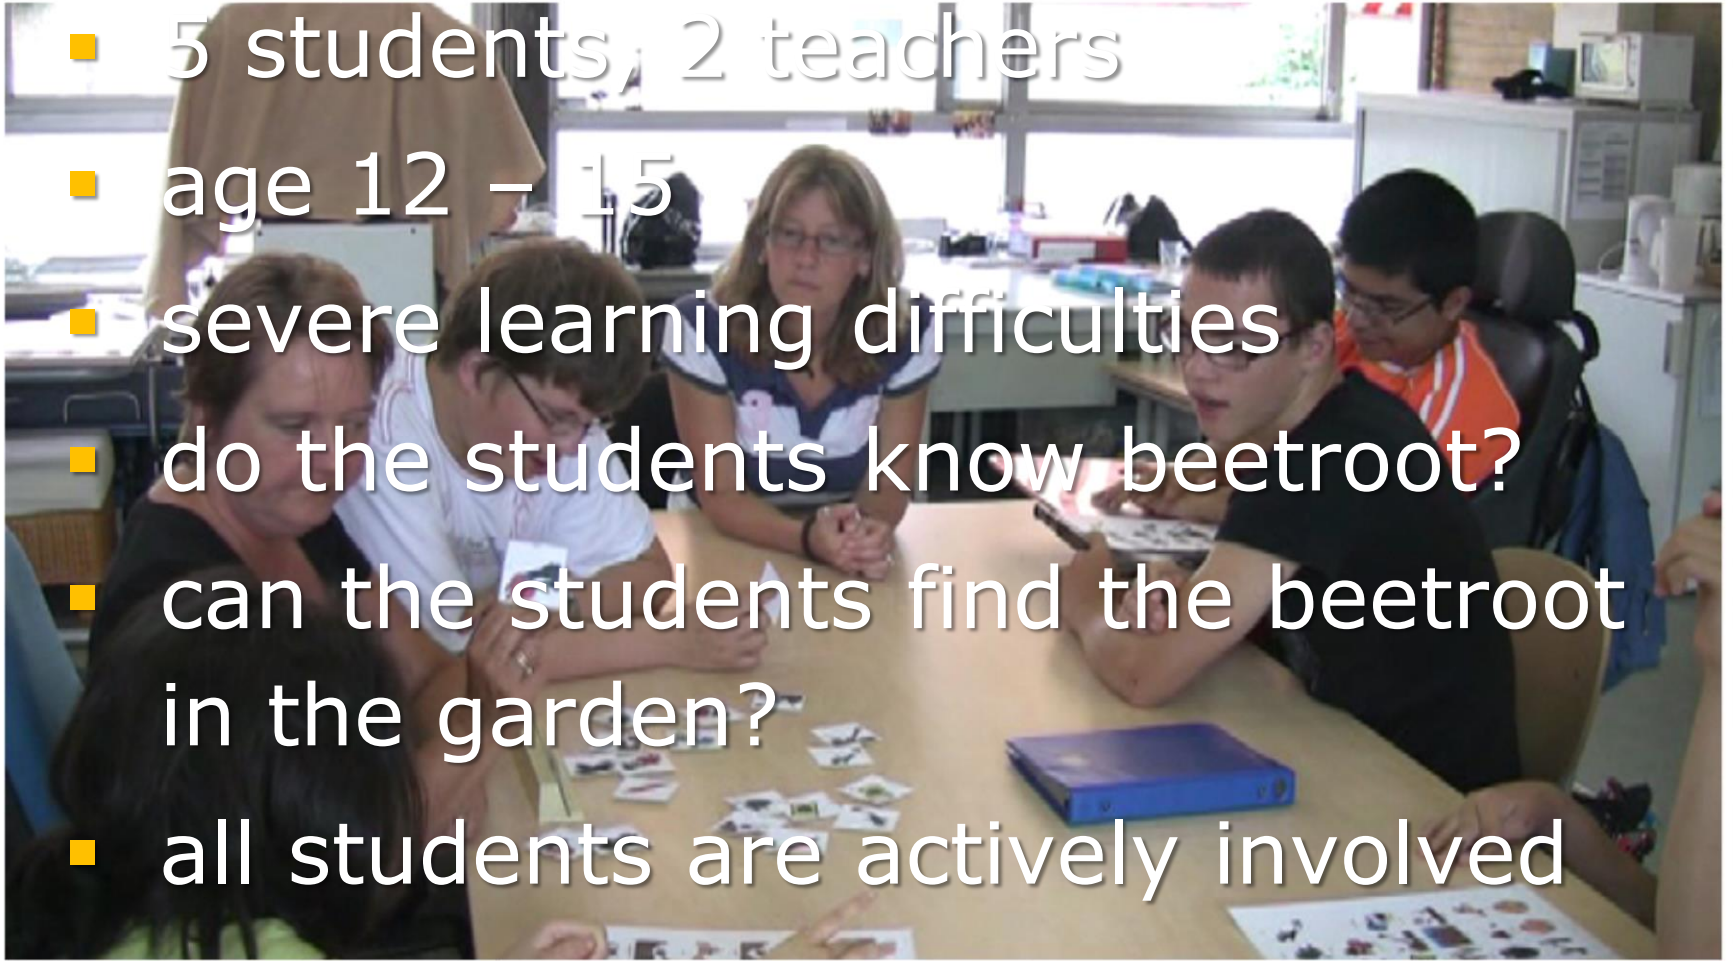 5 students, 2 teachers
age 12 – 15
severe learning difficulties
do the students know beetroot?
can the students find the beetroot
in the garden?
all students are actively involved